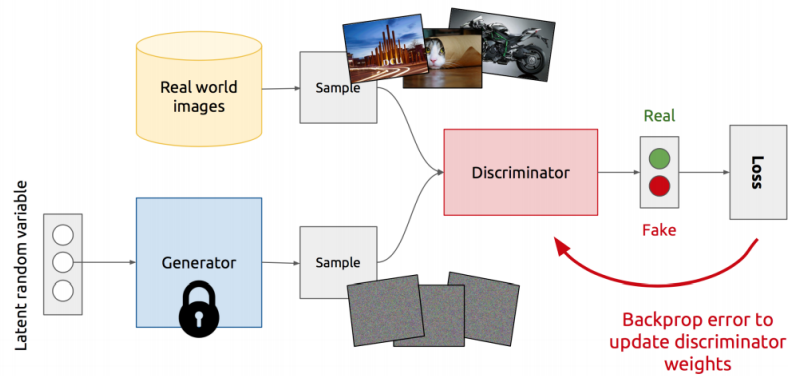 Real world
images
Sample
Real
Discriminator
Loss
Fake
Latent random variable
Generator
Sample
Backprop error to
update discriminator
weights